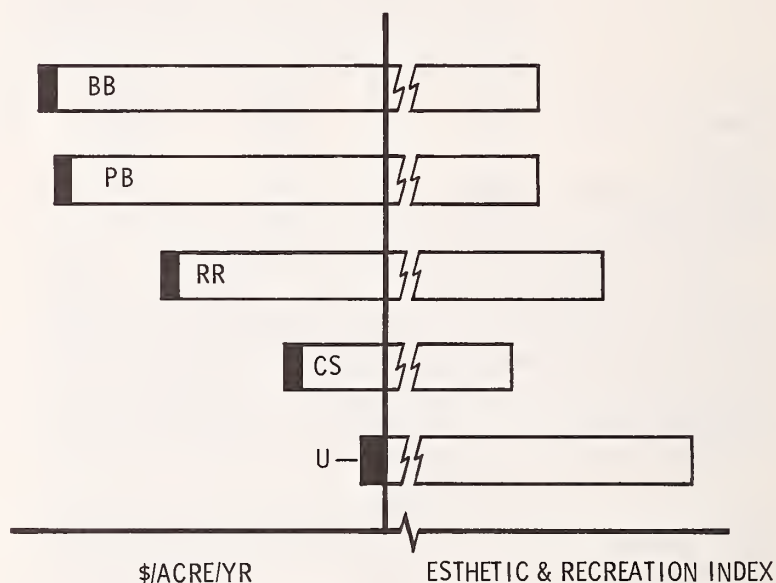 BB
PB
RR
CS
U
$/ACRE/YR
ESTHETIC & RECREATION INDEX